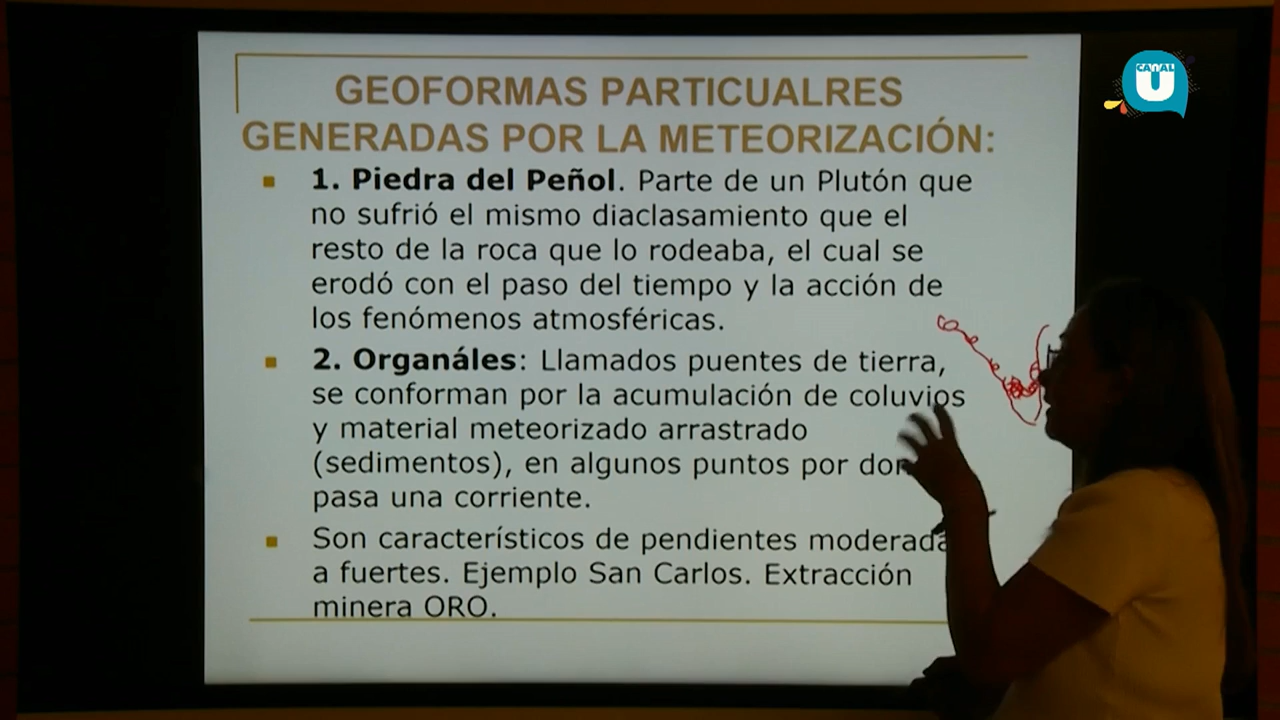 CANAL
U
GEOFORMAS PARTICUALRES
GENERADAS POR LA METEORIZACIÓN:
1. Piedra del Peñol. Parte de un Plutón que
no sufrió el mismo diaclasamiento que el
resto de la roca que lo rodeaba, el cual se
erodó con el paso del tiempo y la acción de
los fenómenos atmosféricas.
2. Organáles: Llamados puentes de tierra,
se conforman por la acumulación de coluvios
y material meteorizado arrastrado
(sedimentos), en algunos puntos por
pasa una corriente.
Son característicos de pendientes moderada
a fuertes. Ejemplo San Carlos. Extracción
minera ORO.